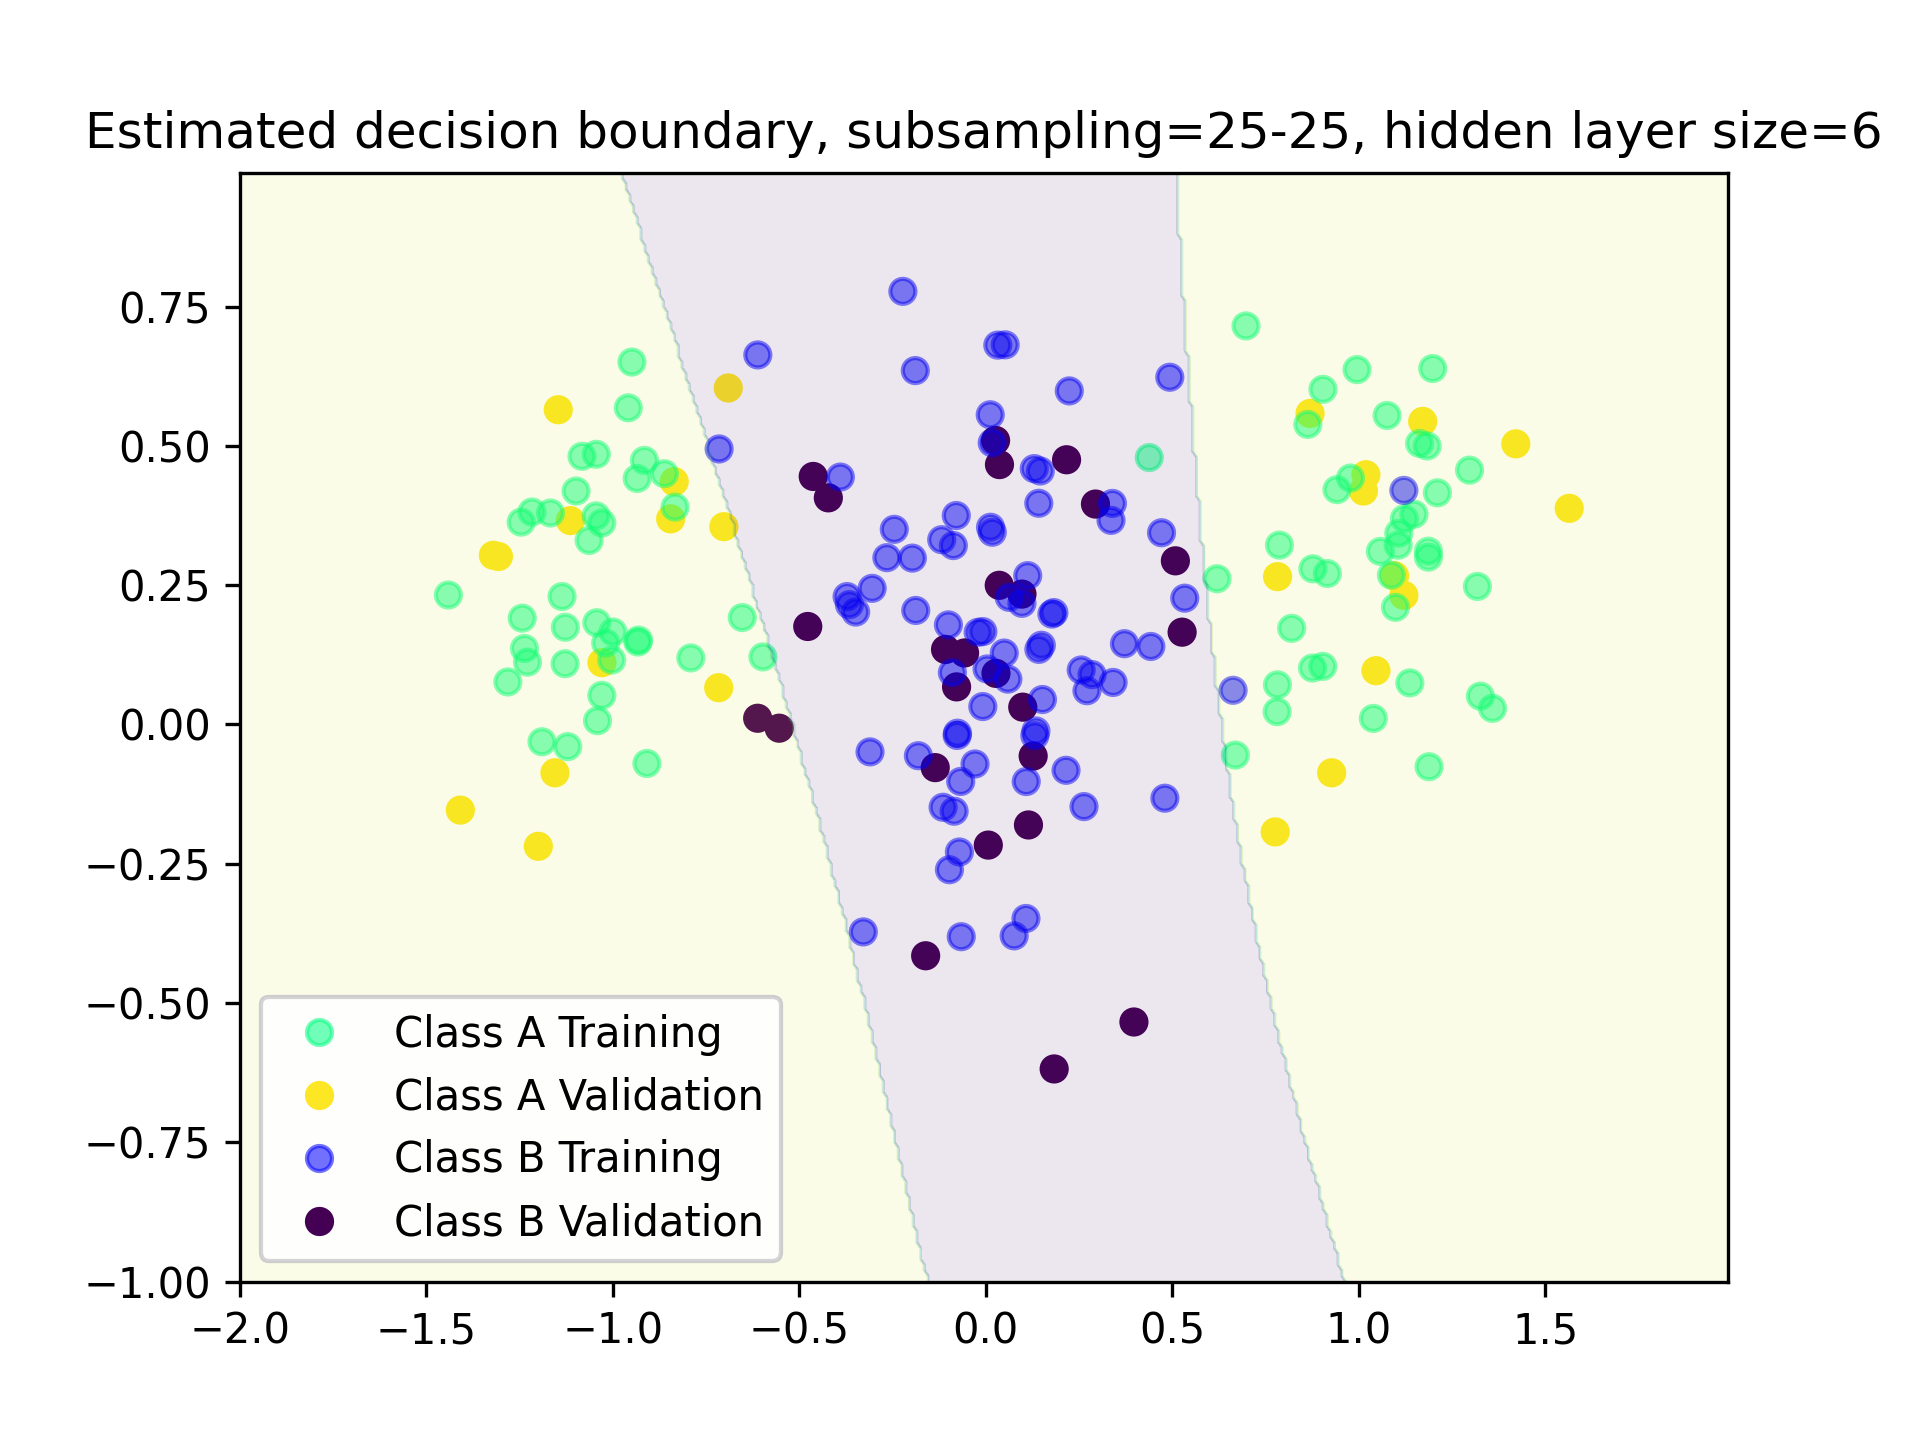 Estimated decision boundary, subsampling=25-25, hidden layer size=6
0.75
0.50
0.25
0.00
−0.25
−0.50
−0.75
−1.00
Class A Training
Class A Validation
Class B Training
Class B Validation
−2.0 −1.5 −1.0 −0.5 0.0 0.5 1.0 1.5